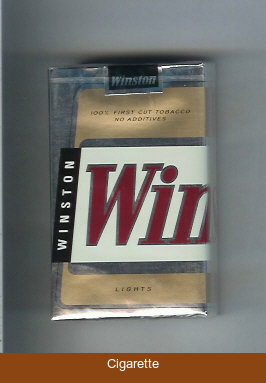 Winston
100% FIRST CUT TOBACCO
NO ADDITIVES
WINSTON
Win
LIGHTS
Cigarette